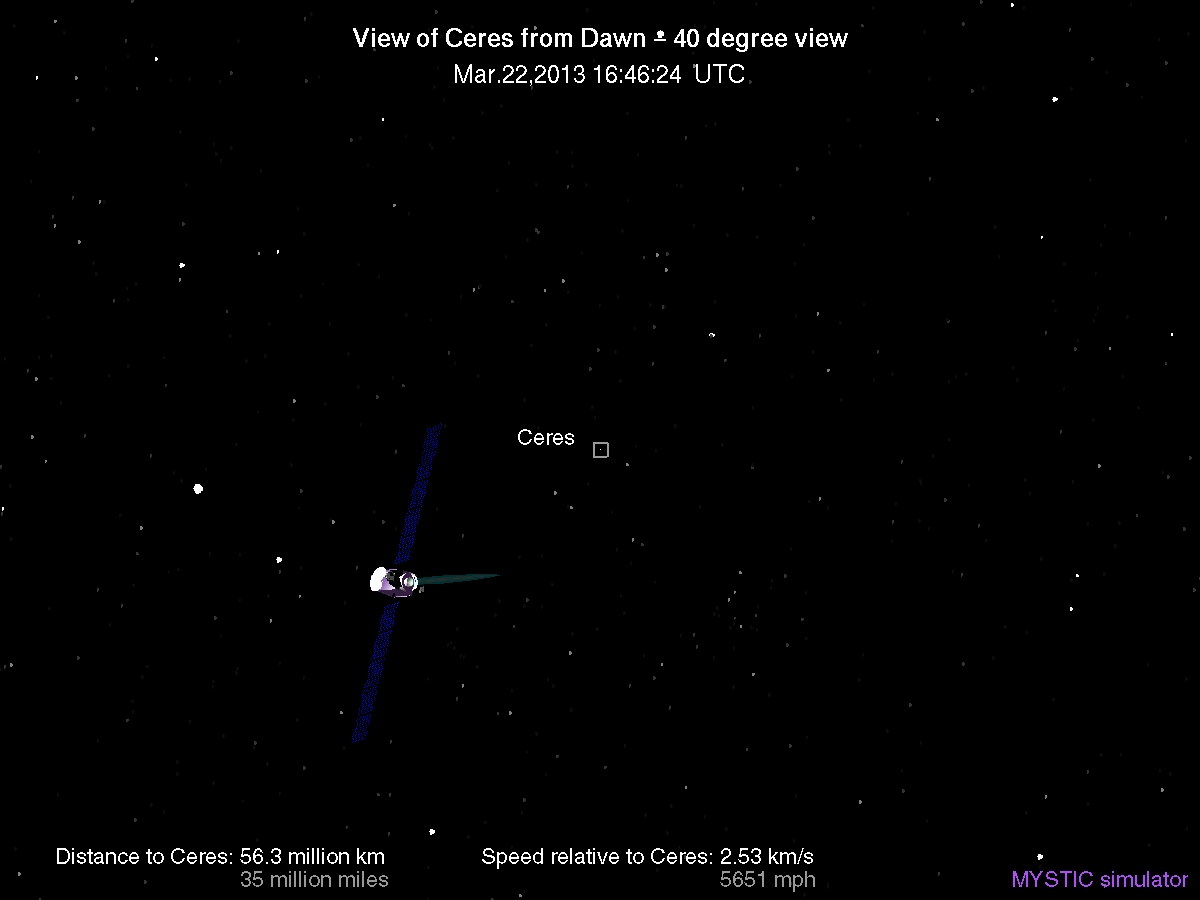 View of Ceres from Dawn - 40 degree view
Mar.22,2013 16:46:24 UTC
Ceres
Distance to Ceres: 56.3 million km
35 million miles
Speed relative to Ceres: 2.53 km/s
5651 mph
MYSTIC simulator